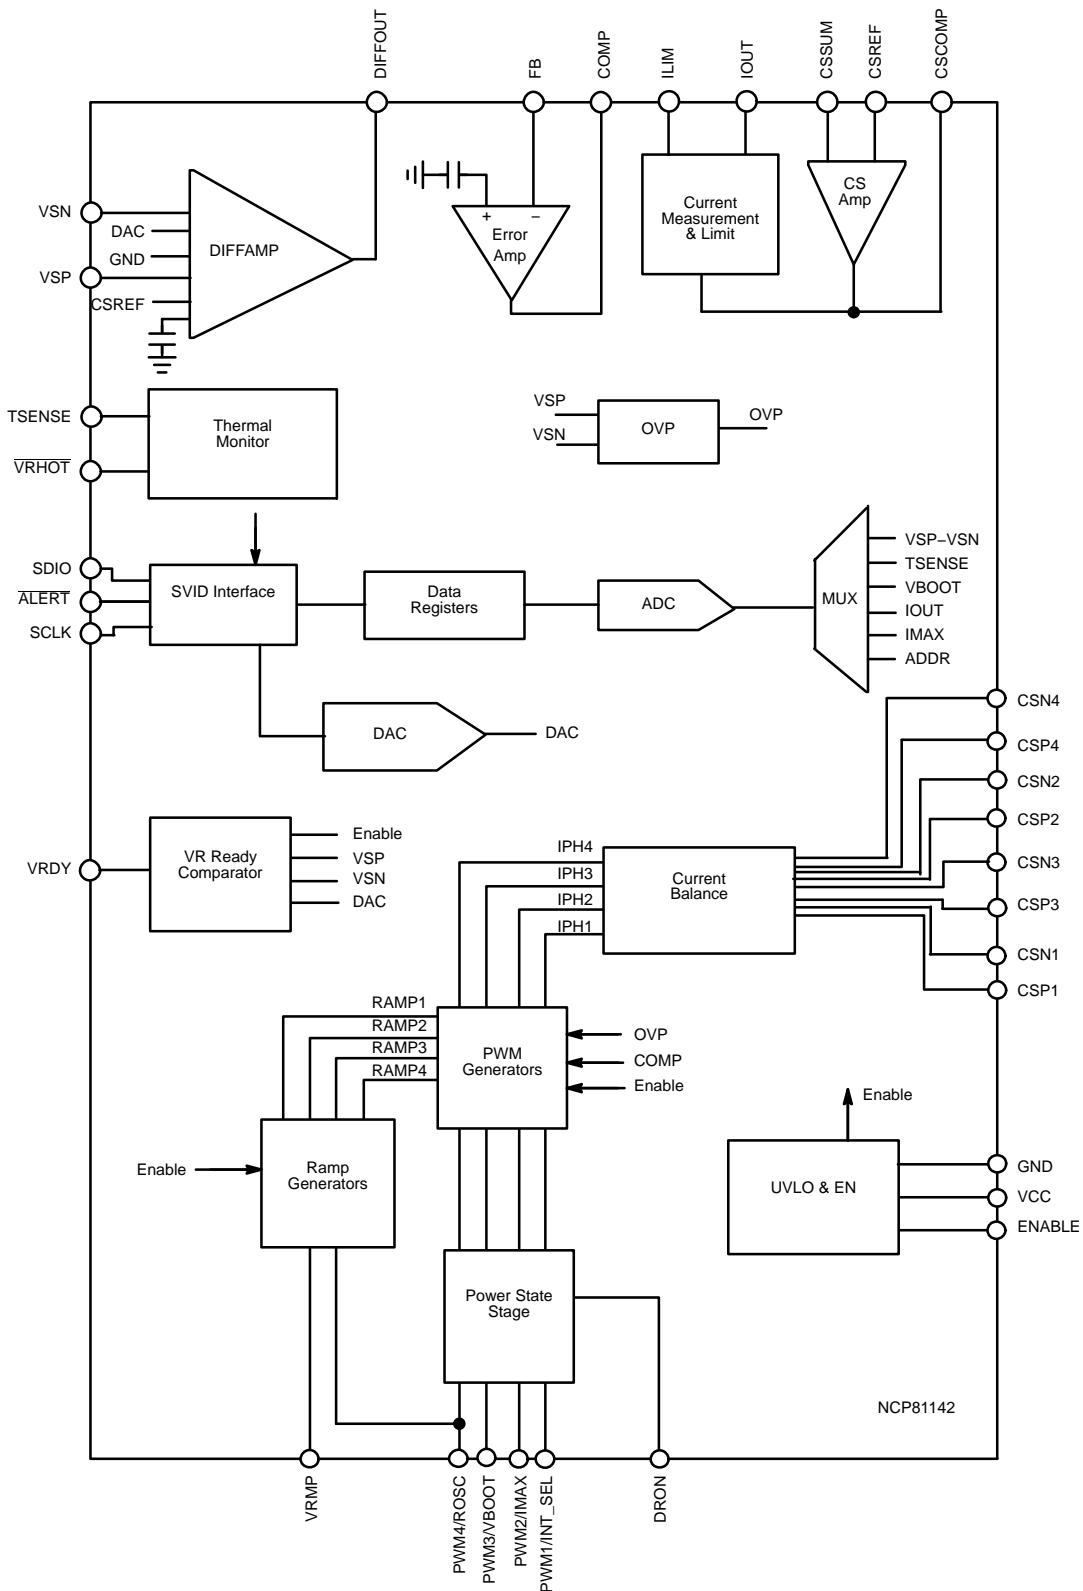 DIFFOUT
FB
COMP
ILIM
IOUT
CSSUM
CSREF
CSCOMP
VSN
DAC
GND
VSP
CSREF
DIFFAMP
+
−
Error
Amp
Current
Measurement
& Limit
CS
Amp
TSENSE
VRHOT
Thermal
Monitor
VSP
VSN
OVP
OVP
SDIO
ALERT
SCLK
SVID Interface
Data
Registers
ADC
MUX
VSP−VSN
TSENSE
VBOOT
IOUT
IMAX
ADDR
DAC
DAC
CSN4
CSP4
CSN2
CSP2
CSN3
CSP3
CSN1
CSP1
VRDY
VR Ready
Comparator
Enable
VSP
VSN
DAC
IPH4
IPH3
IPH2
IPH1
Current
Balance
RAMP1
RAMP2
RAMP3
RAMP4
PWM
Generators
OVP
COMP
Enable
Enable
Ramp
Generators
Enable
UVLO & EN
GND
VCC
ENABLE
Power State
Stage
NCP81142
VRMP
PWM4/ROSC
PWM3/VBOOT
PWM2/IMAX
PWM1/INT_SEL
DRON